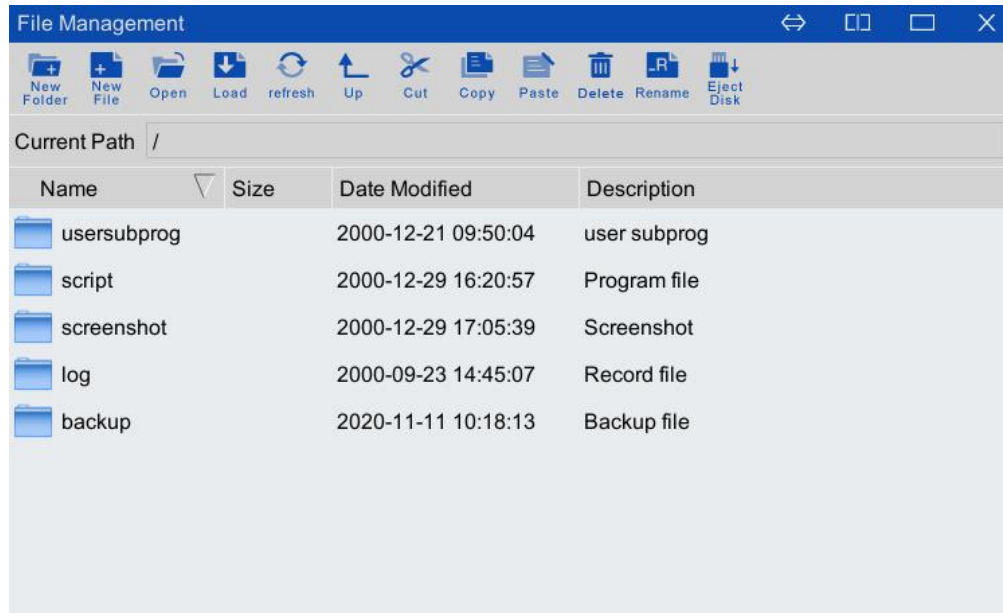 File Management
New Folder New File Open Load refresh Up Cut Copy Paste Delete -R Rename Eject Disk
Current Path /
Name Size Date Modified Description
usersubprog 2000-12-21 09:50:04 user subprog
script 2000-12-29 16:20:57 Program file
screenshot 2000-12-29 17:05:39 Screenshot
log 2000-09-23 14:45:07 Record file
backup 2020-11-11 10:18:13 Backup file